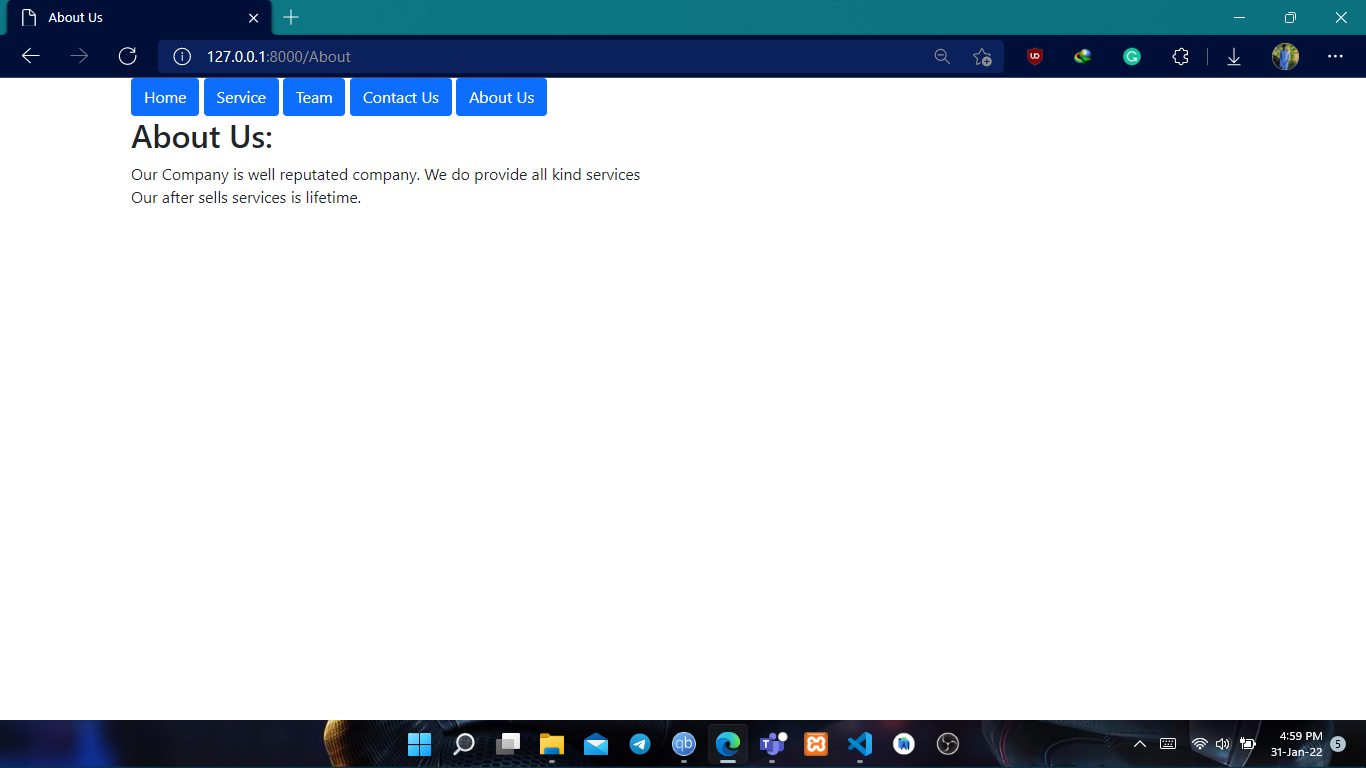 About Us
127.0.0.1:8000/About
Home Service Team Contact Us About Us
About Us:
Our Company is well reputated company. We do provide all kind services
Our after sells services is lifetime.
qb
4:59 PM
31-Jan-22
5